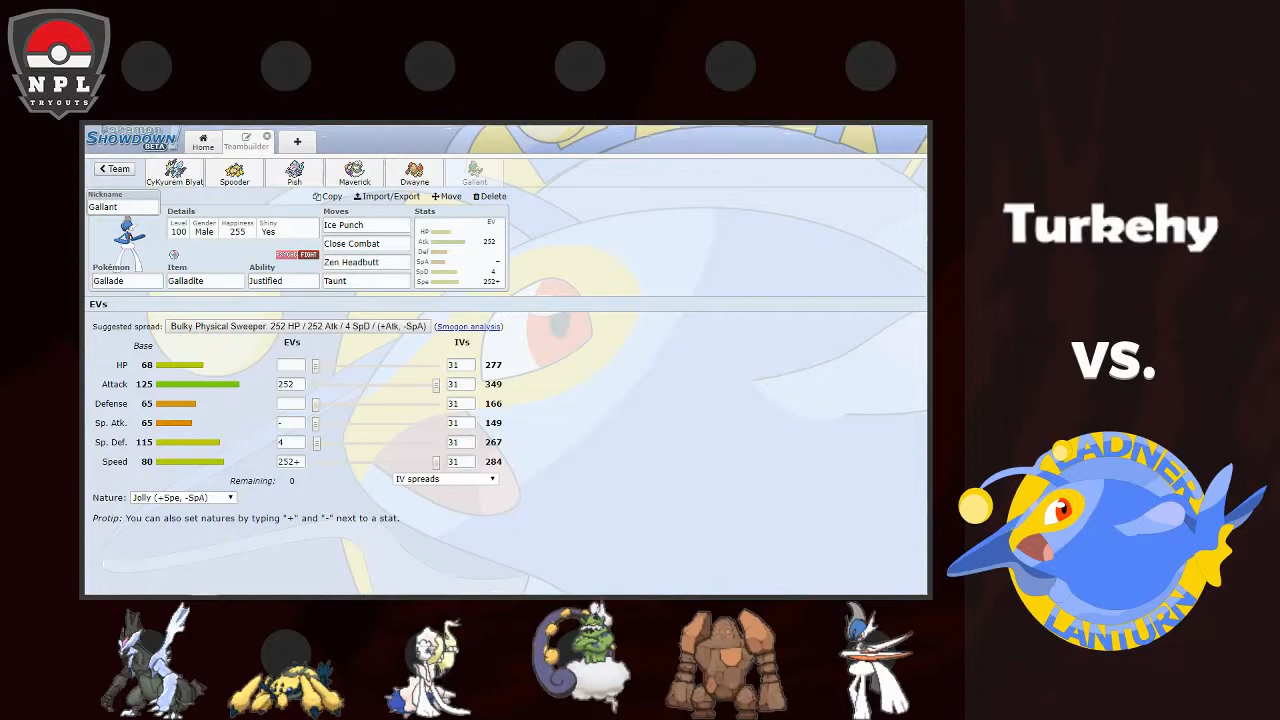 NPL
TRYOUTS
Pokémon
SHOWDOWN
BETA
Home
Teambuilder
+
< Team
CyKyurem Blyat
Spooder
Pish
Maverick
Dwayne
Gallant
Nickname
Gallant
Copy Import/Export Move Delete
Details
Level Gender Happiness Shiny
100 Male 255 Yes
PSYCHC FIGHT
Pokémon Item Ability
Gallade Galladite Justified
Moves
Ice Punch
Close Combat
Zen Headbutt
Taunt
Stats
EV
HP
Atk 252
Def
SpA –
SpD 4
Spe 252+
EVs
Suggested spread: Bulky Physical Sweeper: 252 HP / 252 Atk / 4 SpD / (+Atk, -SpA) (Smogon analysis)
Base EVs IVs
HP 68 31 277
Attack 125 252 31 349
Defense 65 31 166
Sp. Atk. 65 - 31 149
Sp. Def. 115 4 31 267
Speed 80 252+ 31 284
Remaining: 0
IV spreads
Nature: Jolly (+Spe, -SpA)
Protip: You can also set natures by typing "+" and "-" next to a stat.
Turkehy
VS.
LADNER
LANTURN